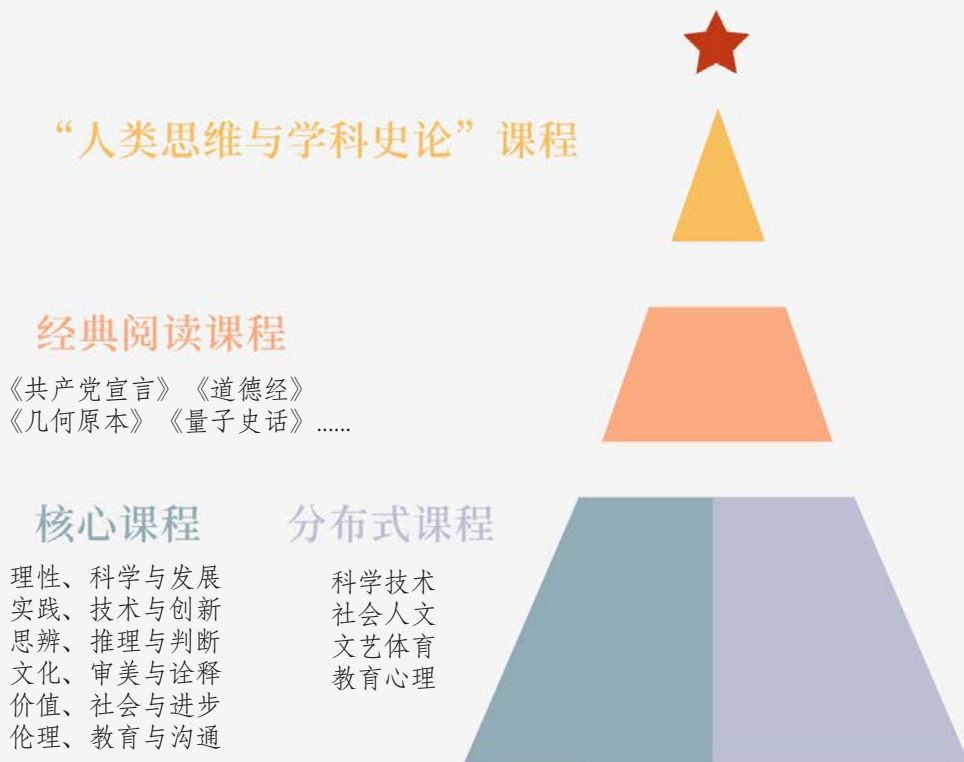 “人类思维与学科史论”课程
经典阅读课程
《共产党宣言》《道德经》
《几何原本》《量子史话》......
核心课程
理性、科学与发展
实践、技术与创新
思辨、推理与判断
文化、审美与诠释
价值、社会与进步
伦理、教育与沟通
分布式课程
科学技术
社会人文
文艺体育
教育心理